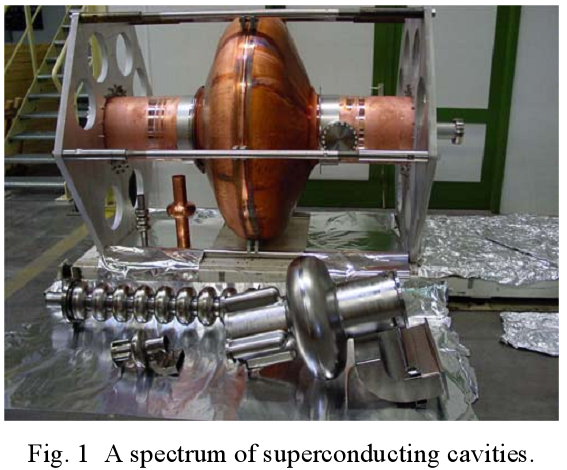 Fig. 1 A spectrum of superconducting cavities.